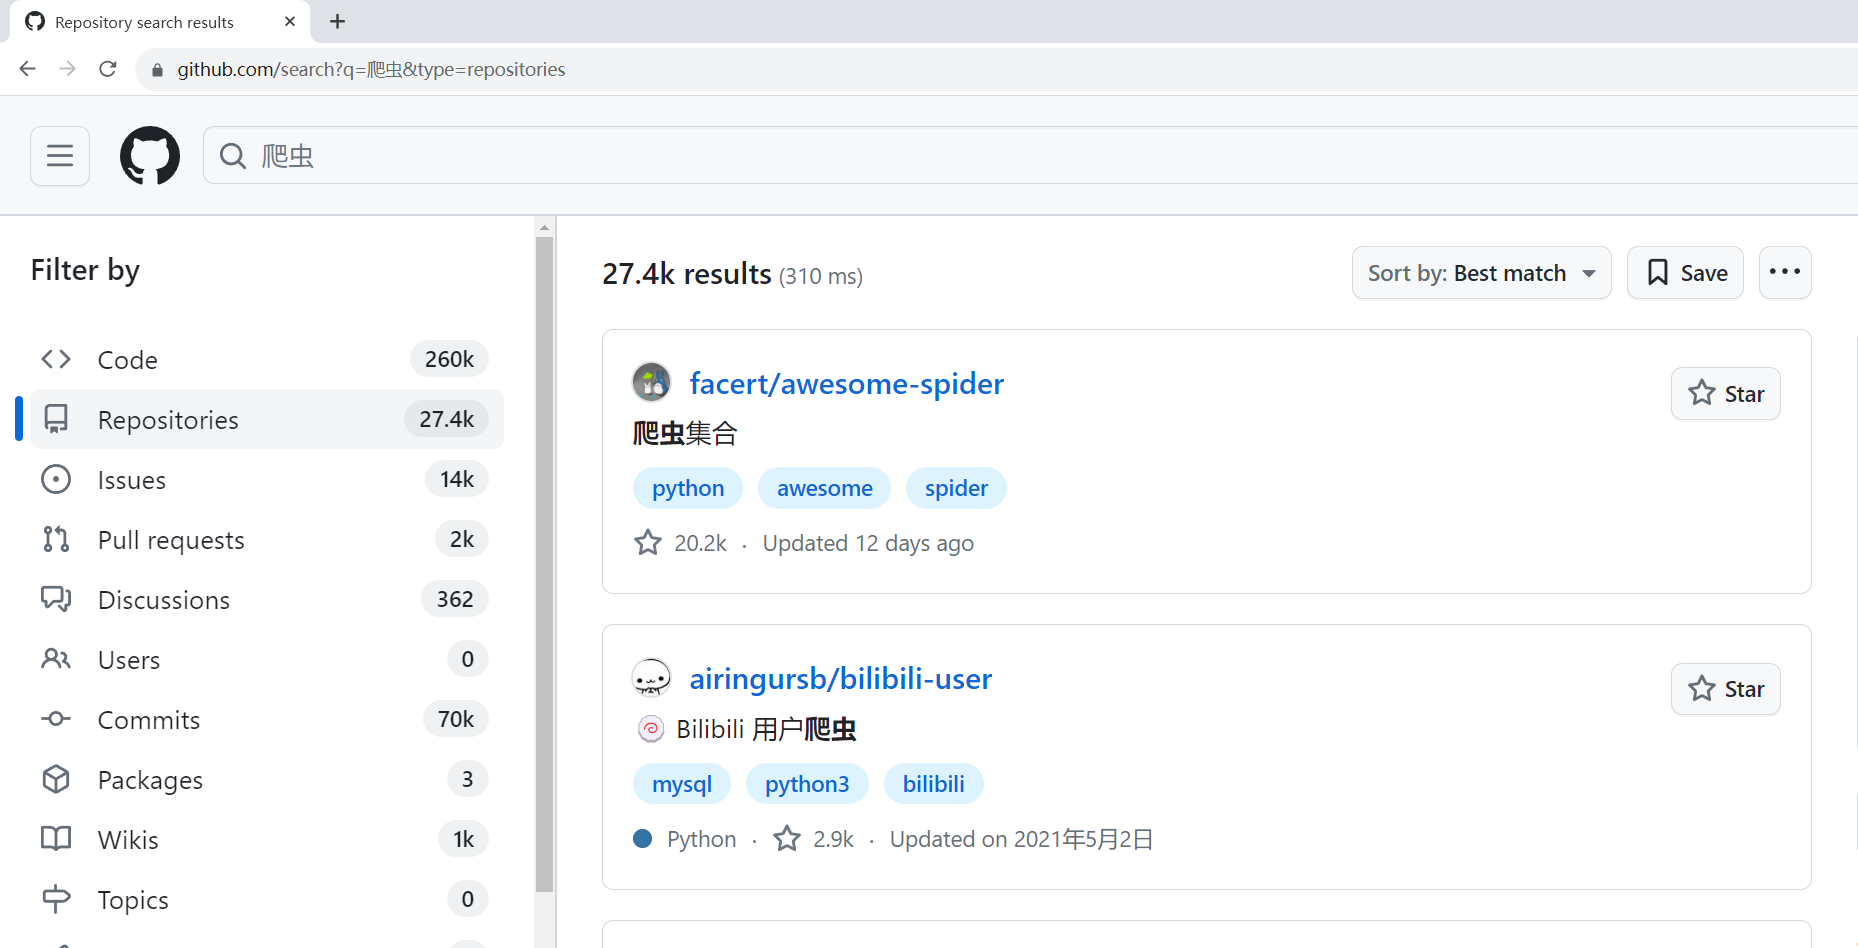 Repository search results
github.com/search?q=爬虫&type=repositories
爬虫
Filter by
Code 260k
Repositories 27.4k
Issues 14k
Pull requests 2k
Discussions 362
Users 0
Commits 70k
Packages 3
Wikis 1k
Topics 0
27.4k results (310 ms)
Sort by: Best match
Save
facert/awesome-spider
Star
爬虫集合
python awesome spider
20.2k · Updated 12 days ago
airingursb/bilibili-user
Star
Bilibili 用户爬虫
mysql python3 bilibili
Python · 2.9k · Updated on 2021年5月2日